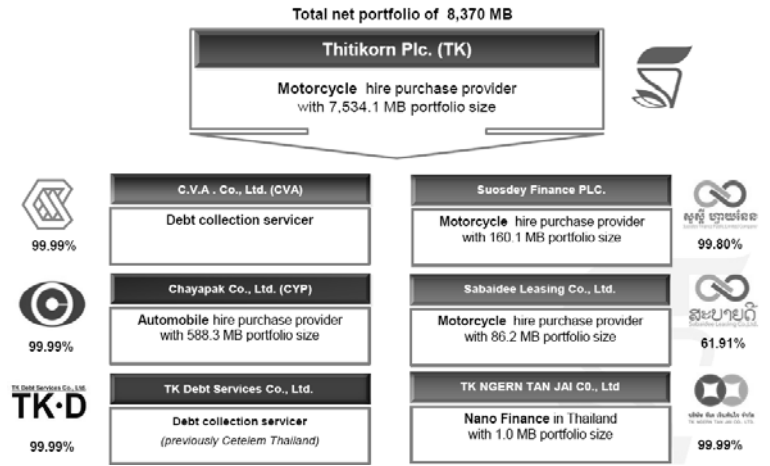 Total net portfolio of 8,370 MB
Thitikorn Plc. (TK)
Motorcycle hire purchase provider
with 7,534.1 MB portfolio size
C.V.A . Co., Ltd. (CVA)
Debt collection servicer
99.99%
Chayapak Co., Ltd. (CYP)
Automobile hire purchase provider
with 588.3 MB portfolio size
99.99%
TK Debt Services Co., Ltd.
TK·D
TK Debt Services Co., Ltd.
Debt collection servicer
(previously Cetelem Thailand)
99.99%
Suosdey Finance PLC.
Motorcycle hire purchase provider
with 160.1 MB portfolio size
99.80%
Sabaidee Leasing Co., Ltd.
Motorcycle hire purchase provider
with 86.2 MB portfolio size
ສະບາຍດີ
Sabaidee Leasing Co.,Ltd.
61.91%
TK NGERN TAN JAI C0., Ltd
Nano Finance in Thailand
with 1.0 MB portfolio size
TK NGERN TAN JAI CO., LTD.
99.99%